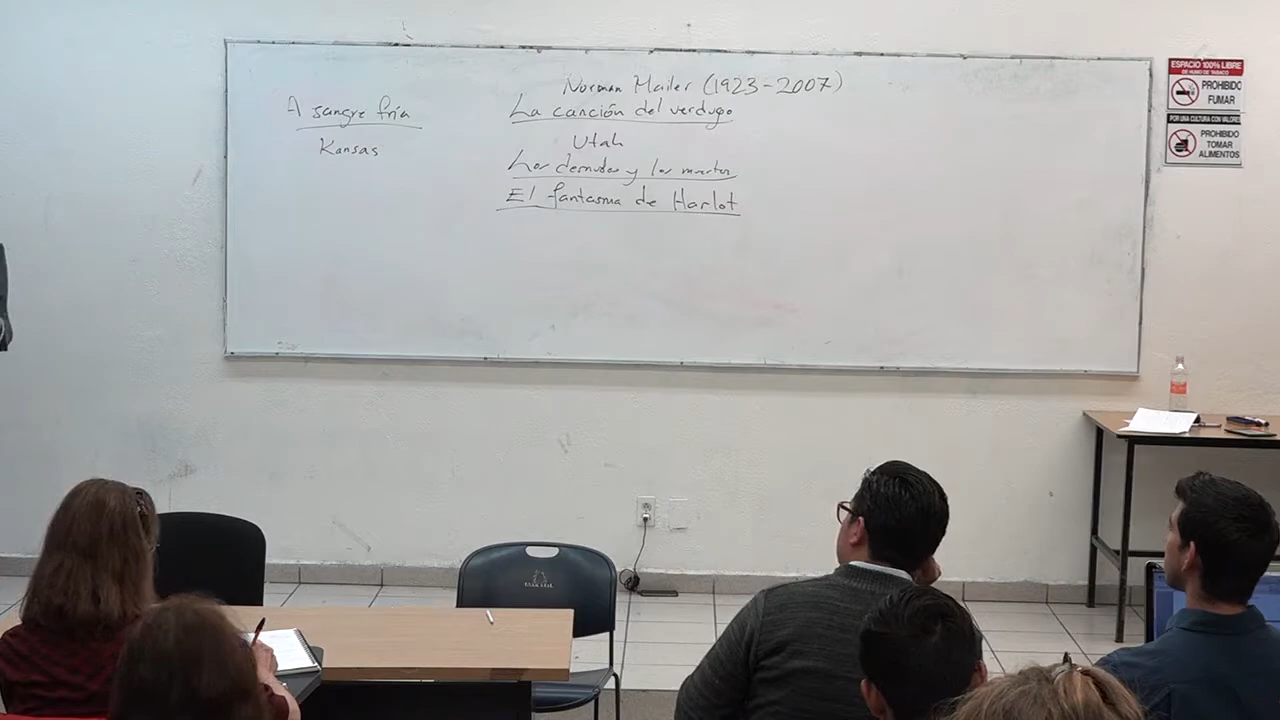 Norman Mailer (1923-2007)
A sangre fría
La canción del verdugo
Kansas
Utah
Los desnudos y los muertos
El fantasma de Harlot
ESPACIO 100% LIBRE
DE HUMO DE TABACO
PROHIBIDO
FUMAR
POR UNA CULTURA CON VALORES
PROHIBIDO
TOMAR
ALIMENTOS